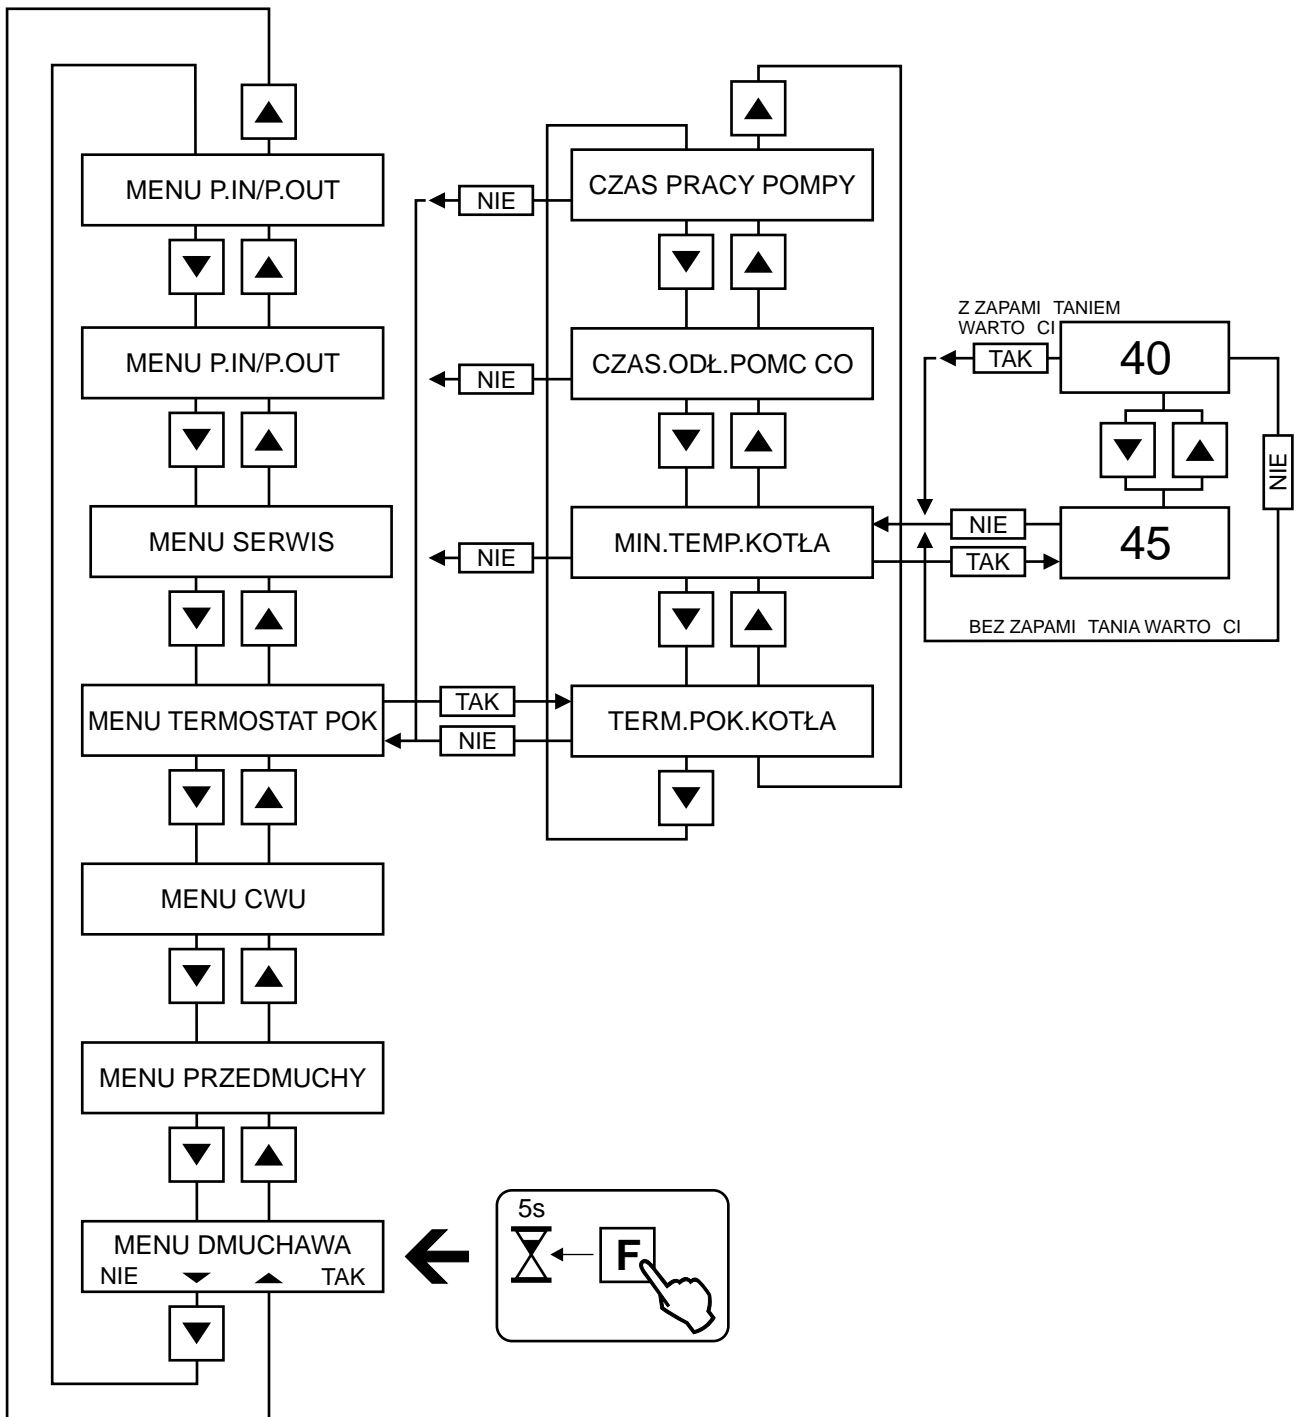 MENU P.IN/P.OUT
MENU P.IN/P.OUT
MENU SERWIS
MENU TERMOSTAT POK
MENU CWU
MENU PRZEDMUCHY
MENU DMUCHAWA
NIE TAK
5s
F
TAK
NIE
NIE
NIE
NIE
CZAS PRACY POMPY
CZAS.ODŁ.POMC CO
MIN.TEMP.KOTŁA
TERM.POK.KOTŁA
Z ZAPAMI TANIEM
WARTO CI
TAK
40
NIE
NIE
TAK
45
BEZ ZAPAMI TANIA WARTO CI